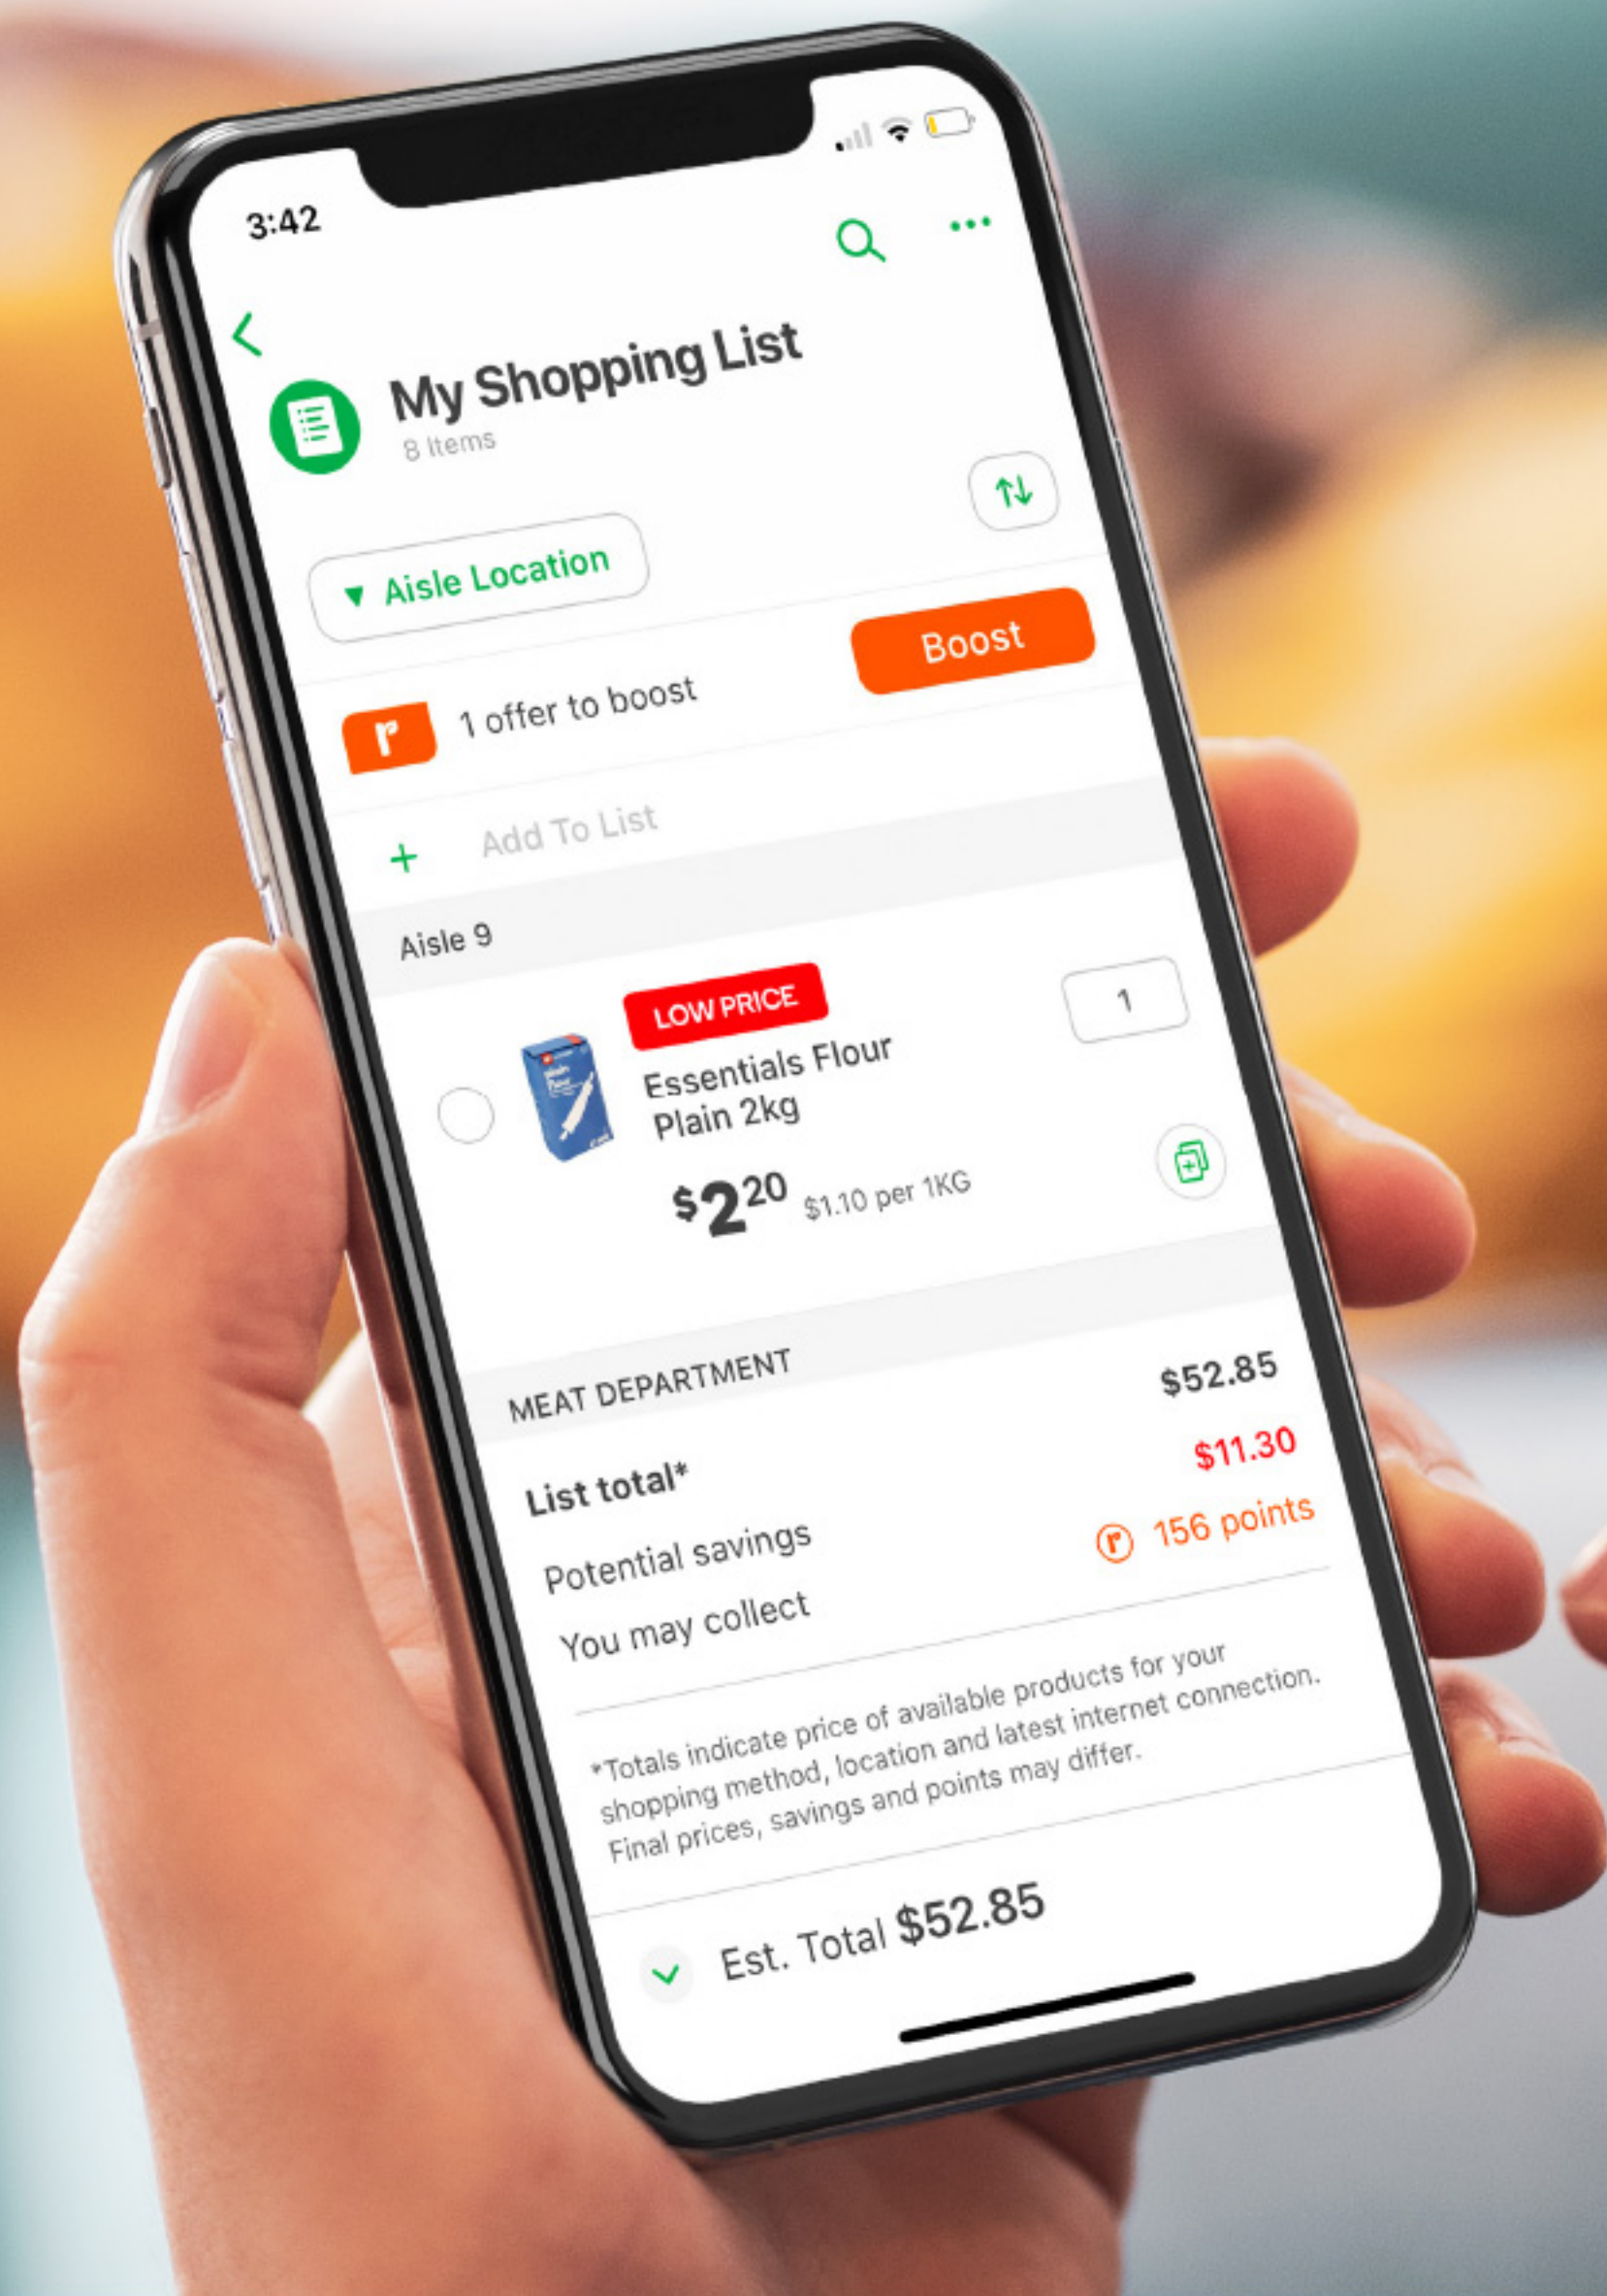 3:42
My Shopping List
8 Items
▼ Aisle Location
r 1 offer to boost Boost
+ Add To List
Aisle 9
LOW PRICE
1
Essentials Flour
Plain 2kg
Plain
Flour
$2 20 $1.10 per 1KG
MEAT DEPARTMENT
List total* $52.85
Potential savings $11.30
You may collect r 156 points
*Totals indicate price of available products for your
shopping method, location and latest internet connection.
Final prices, savings and points may differ.
Est. Total $52.85